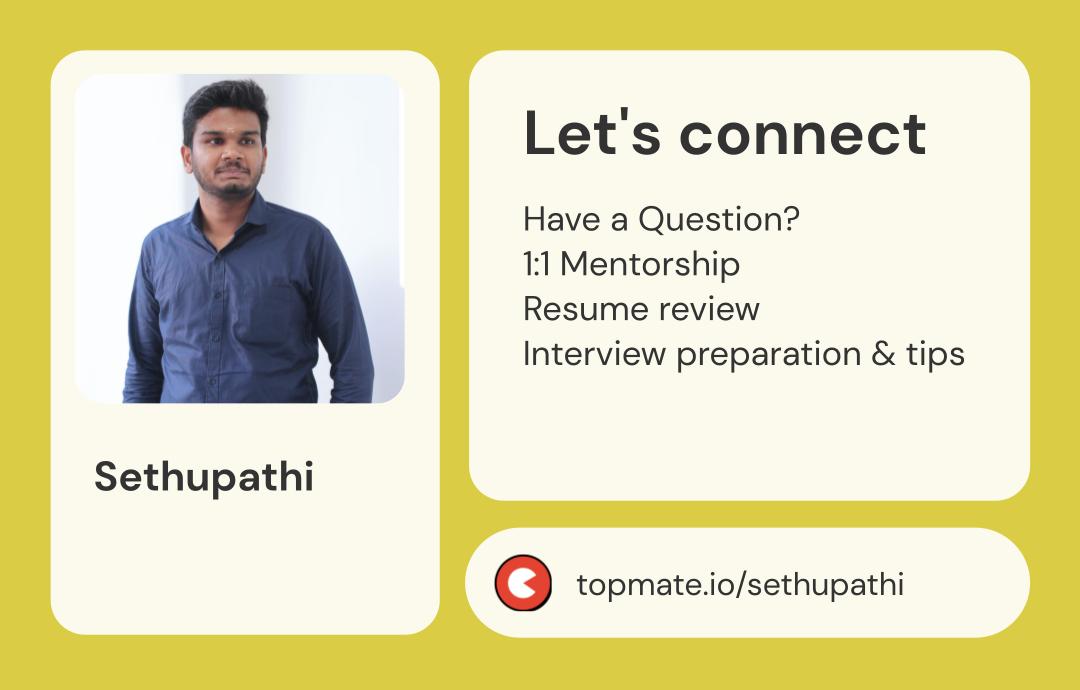 Sethupathi
Let's connect
Have a Question?
1:1 Mentorship
Resume review
Interview preparation & tips
topmate.io/sethupathi